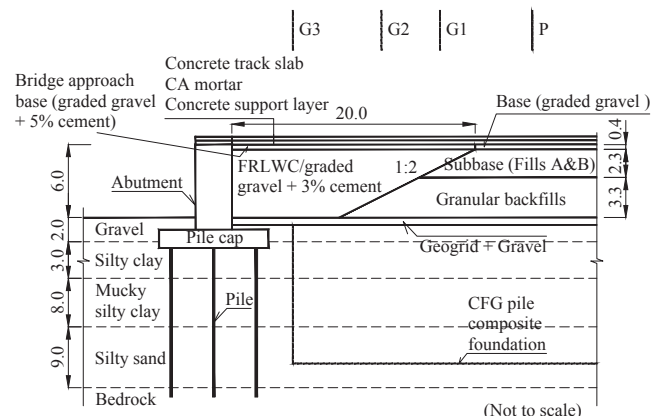 G3
G2
G1
P
Concrete track slab
CA mortar
Concrete support layer
Bridge approach
base (graded gravel
+ 5% cement)
20.0
Base (graded gravel )
0.4
2.3
3.3
6.0
2.0
3.0
8.0
9.0
Abutment
FRLWC/graded
gravel + 3% cement
1:2
Subbase (Fills A&B)
Granular backfills
Gravel
Pile cap
Geogrid + Gravel
Silty clay
Mucky
silty clay
Pile
CFG pile
composite
foundation
Silty sand
Bedrock
(Not to scale)